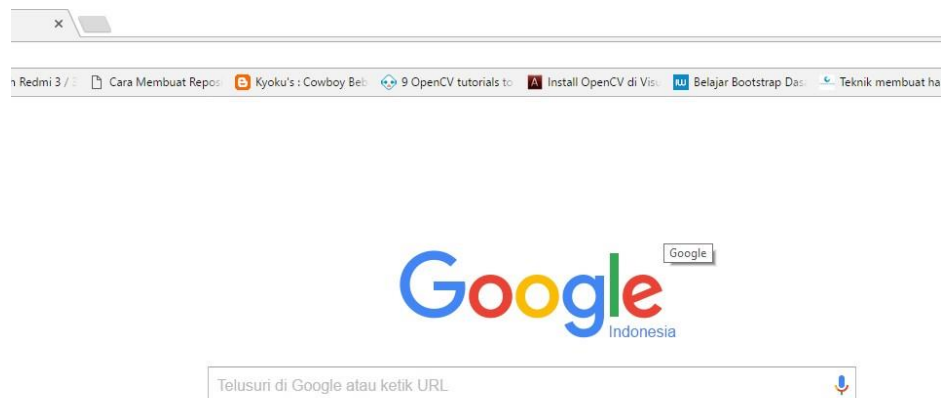 n Redmi 3 / 3 Cara Membuat Repos Kyoku's : Cowboy Beb 9 OpenCV tutorials to Install OpenCV di Visu Belajar Bootstrap Das Teknik membuat ha
Google
Google
Indonesia
Telusuri di Google atau ketik URL